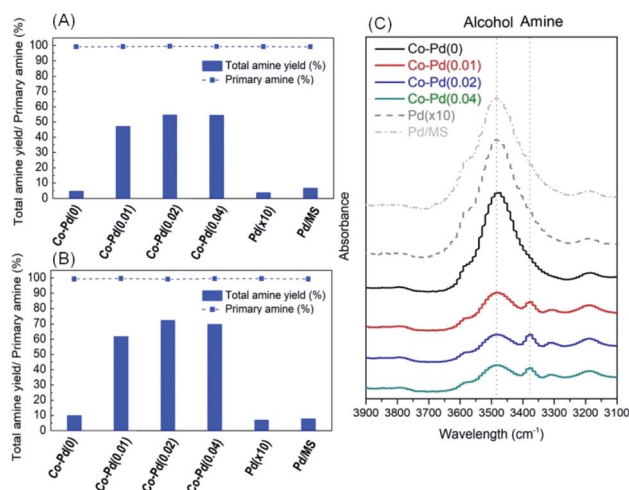 (A)
Total amine yield/ Primary amine (%)
100
90
80
70
60
50
40
30
20
10
0
Total amine yield (%)
Primary amine (%)
Co-Pd(0)
Co-Pd(0.01)
Co-Pd(0.02)
Co-Pd(0.04)
Pd(x10)
Pd/MS
(B)
Total amine yield/ Primary amine (%)
100
90
80
70
60
50
40
30
20
10
0
Total amine yield (%)
Primary amine (%)
Co-Pd(0)
Co-Pd(0.01)
Co-Pd(0.02)
Co-Pd(0.04)
Pd(x10)
Pd/MS
(C)
Alcohol Amine
Co-Pd(0)
Co-Pd(0.01)
Co-Pd(0.02)
Co-Pd(0.04)
Pd(x10)
Pd/MS
Absorbance
3900 3800 3700 3600 3500 3400 3300 3200 3100
Wavelength (cm⁻¹)